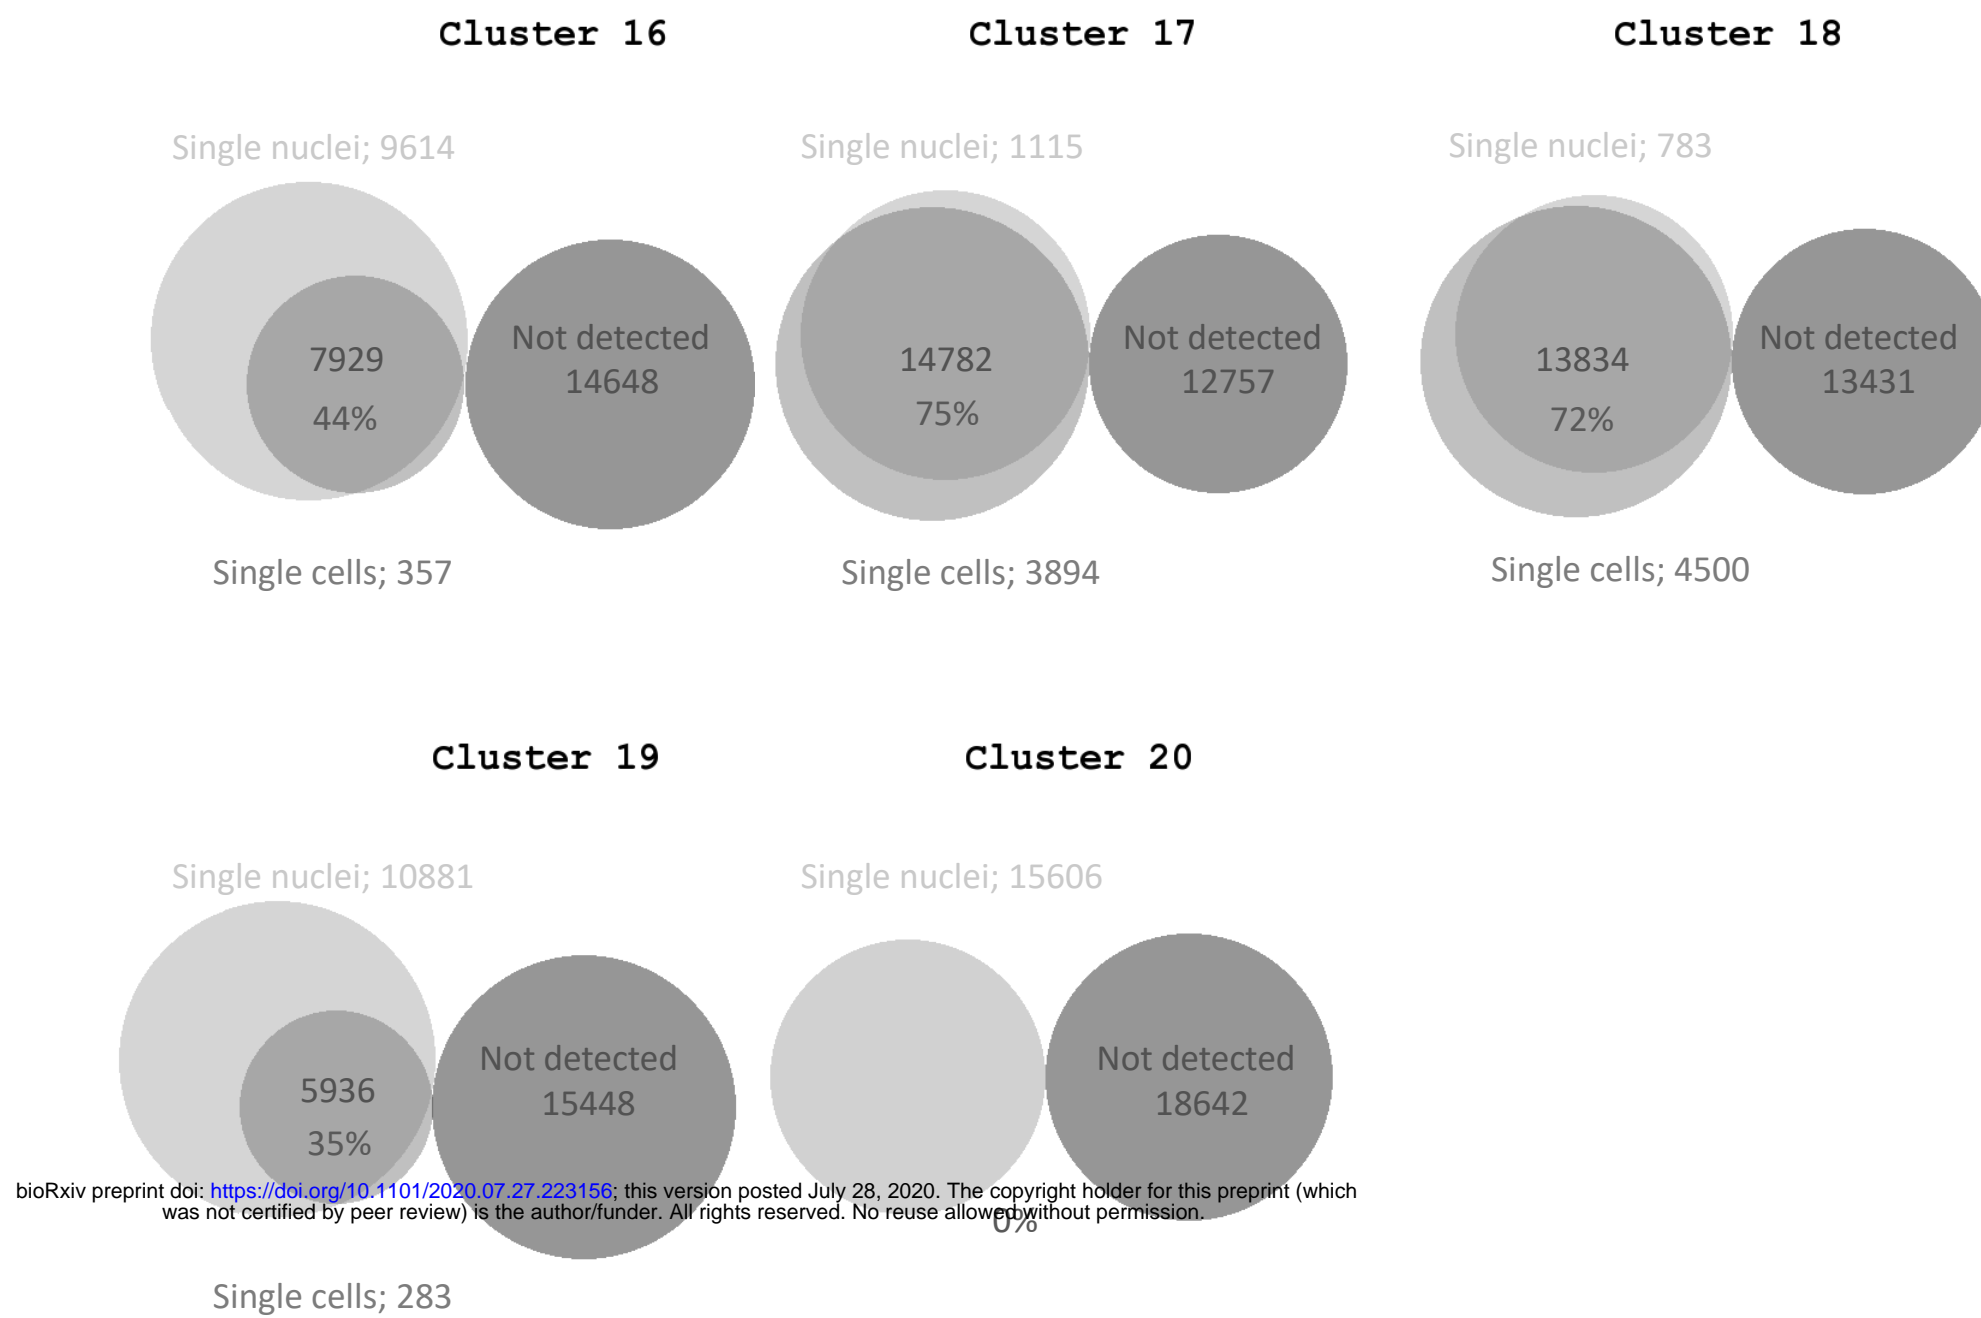 Cluster 16
Cluster 17
Cluster 18
Single nuclei; 9614
Single nuclei; 1115
Single nuclei; 783
7929
44%
Not detected
14648
14782
75%
Not detected
12757
13834
72%
Not detected
13431
Single cells; 357
Single cells; 3894
Single cells; 4500
Cluster 19
Cluster 20
Single nuclei; 10881
Single nuclei; 15606
5936
35%
Not detected
15448
Not detected
18642
bioRxiv preprint doi: https://doi.org/10.1101/2020.07.27.223156; this version posted July 28, 2020. The copyright holder for this preprint (which
was not certified by peer review) is the author/funder. All rights reserved. No reuse allowed without permission.
0%
Single cells; 283